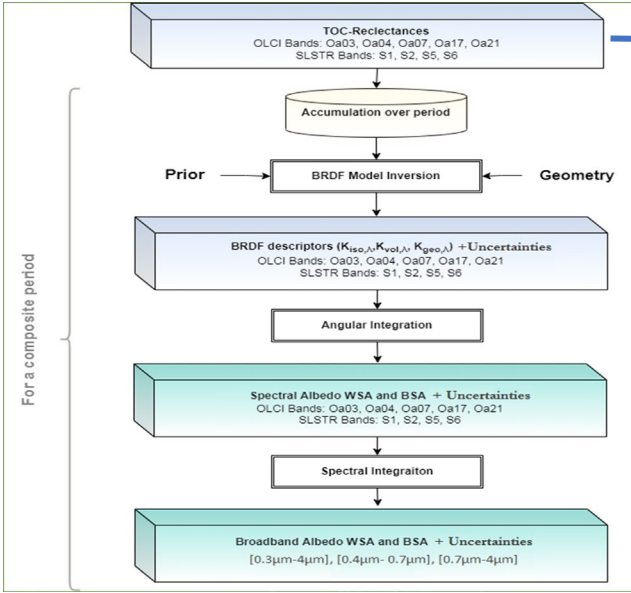 TOC-Reclectances
OLCI Bands: Oa03, Oa04, Oa07, Oa17, Oa21
SLSTR Bands: S1, S2, S5, S6
Accumulation over period
Prior
BRDF Model Inversion
Geometry
BRDF descriptors (Kiso,Λ,Kvol,Λ, Kgeo,Λ) +Uncertainties
OLCI Bands: Oa03, Oa04, Oa07, Oa17, Oa21
SLSTR Bands: S1, S2, S5, S6
For a composite period
Angular Integration
Spectral Albedo WSA and BSA + Uncertainties
OLCI Bands: Oa03, Oa04, Oa07, Oa17, Oa21
SLSTR Bands: S1, S2, S5, S6
Spectral Integraiton
Broadband Albedo WSA and BSA + Uncertainties
[0.3µm-4µm], [0.4µm- 0.7µm], [0.7µm-4µm]